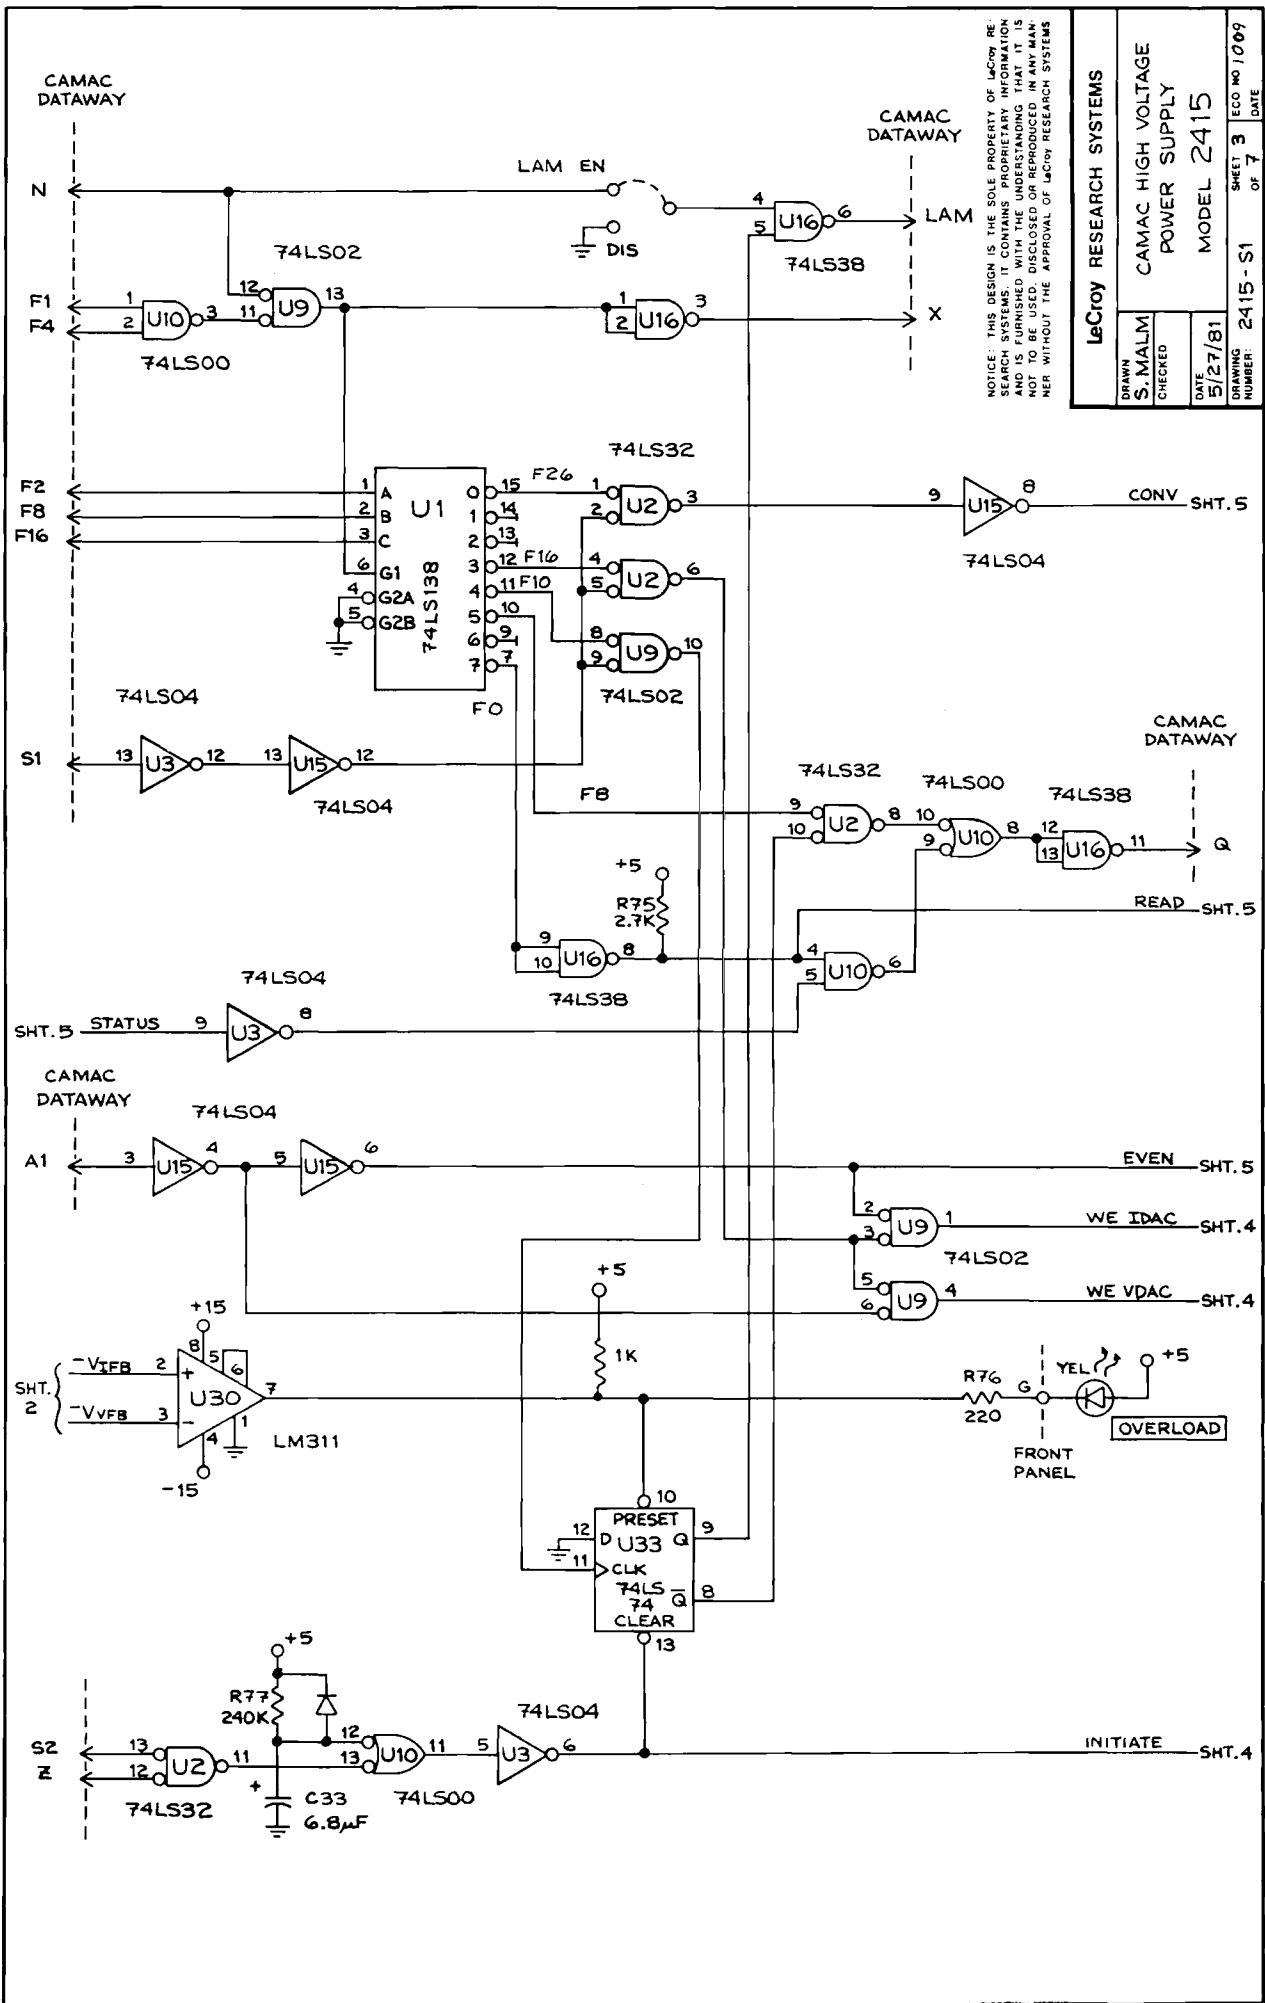 CAMAC
DATAWAY
N
F1
F4
F2
F8
F16
S1
LAM EN
DIS
4
5
U16
6
74LS38
CAMAC
DATAWAY
LAM
X
74LS02
12
11
U9
13
1
2
U10
3
74LS00
1
2
U16
3
NOTICE: THIS DESIGN IS THE SOLE PROPERTY OF LeCroy RE-
SEARCH SYSTEMS. IT CONTAINS PROPRIETARY INFORMATION
AND IS FURNISHED WITH THE UNDERSTANDING THAT IT IS
NOT TO BE USED, DISCLOSED OR REPRODUCED IN ANY MAN-
NER WITHOUT THE APPROVAL OF LeCroy RESEARCH SYSTEMS
LeCroy RESEARCH SYSTEMS
DRAWN
S. MALM
CHECKED
DATE
5/27/81
CAMAC HIGH VOLTAGE
POWER SUPPLY
MODEL 2415
DRAWING
NUMBER: 2415-S1
SHEET 3
OF 7
ECO NO 1009
DATE
1 A
2 B
3 C
6 G1
4 G2A
5 G2B
U1
74LS138
0 15
1 14
2 13
3 12
4 11
5 10
6 9
7 7
F26
F16
F10
F0
F8
74LS32
1
2
U2
3
4
5
U2
6
8
9
U9
10
74LS02
9
U15
8
74LS04
CONV
SHT.5
74LS04
13
U3
12
13
U15
12
74LS04
74LS32
9
10
U2
8
74LS00
10
9
U10
8
74LS38
12
13
U16
11
CAMAC
DATAWAY
Q
+5
R75
2.7K
READ
SHT.5
9
10
U16
8
74LS38
4
5
U10
6
SHT.5
STATUS
9
74LS04
U3
8
CAMAC
DATAWAY
A1
74LS04
3
U15
4
5
U15
6
EVEN
SHT.5
2
3
U9
1
WE IDAC
SHT.4
74LS02
5
6
U9
4
WE VDAC
SHT.4
SHT.
2
-VIFB
2
-VVFB
3
+15
8
5
6
+
-
U30
7
1
4
-15
LM311
+5
1K
R76
220
G
YEL
+5
OVERLOAD
FRONT
PANEL
10
PRESET
12
D
U33
Q
9
11
CLK
74LS
74
Q̅
8
CLEAR
13
+5
R77
240K
S2
Z
13
12
U2
11
74LS32
+
C33
6.8µF
12
13
U10
11
74LS00
5
U3
6
74LS04
INITIATE
SHT.4